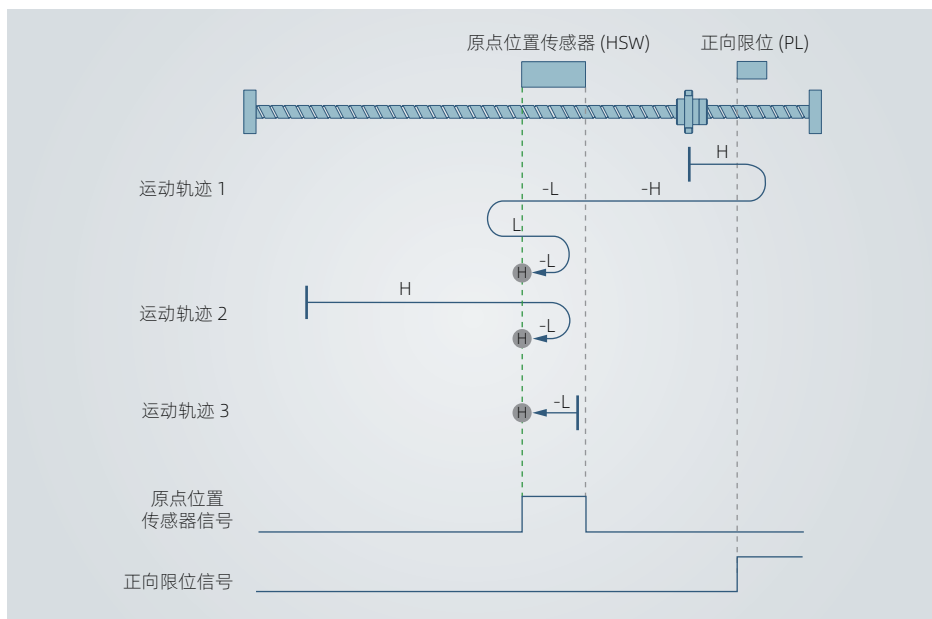 原点位置传感器 (HSW)
正向限位 (PL)
H
运动轨迹 1
-L
-H
L
-L
H
H
运动轨迹 2
-L
H
运动轨迹 3
-L
H
原点位置
传感器信号
正向限位信号